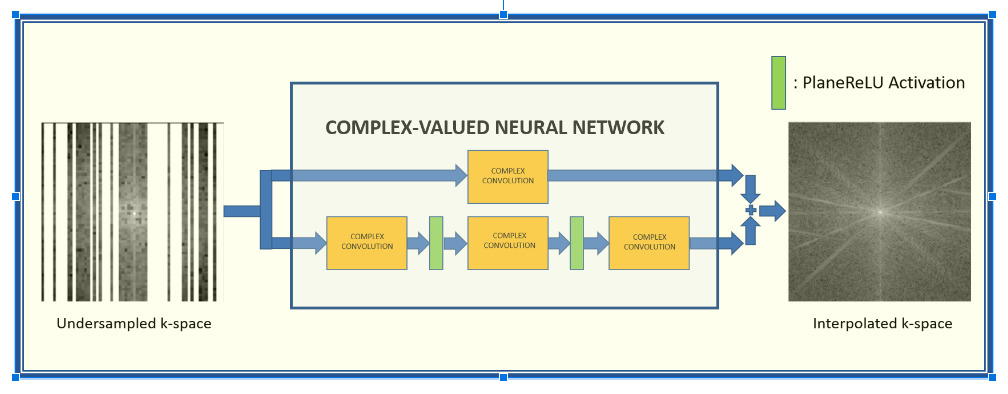 : PlaneReLU Activation
COMPLEX-VALUED NEURAL NETWORK
COMPLEX
CONVOLUTION
COMPLEX
CONVOLUTION
COMPLEX
CONVOLUTION
COMPLEX
CONVOLUTION
Undersampled k-space
Interpolated k-space